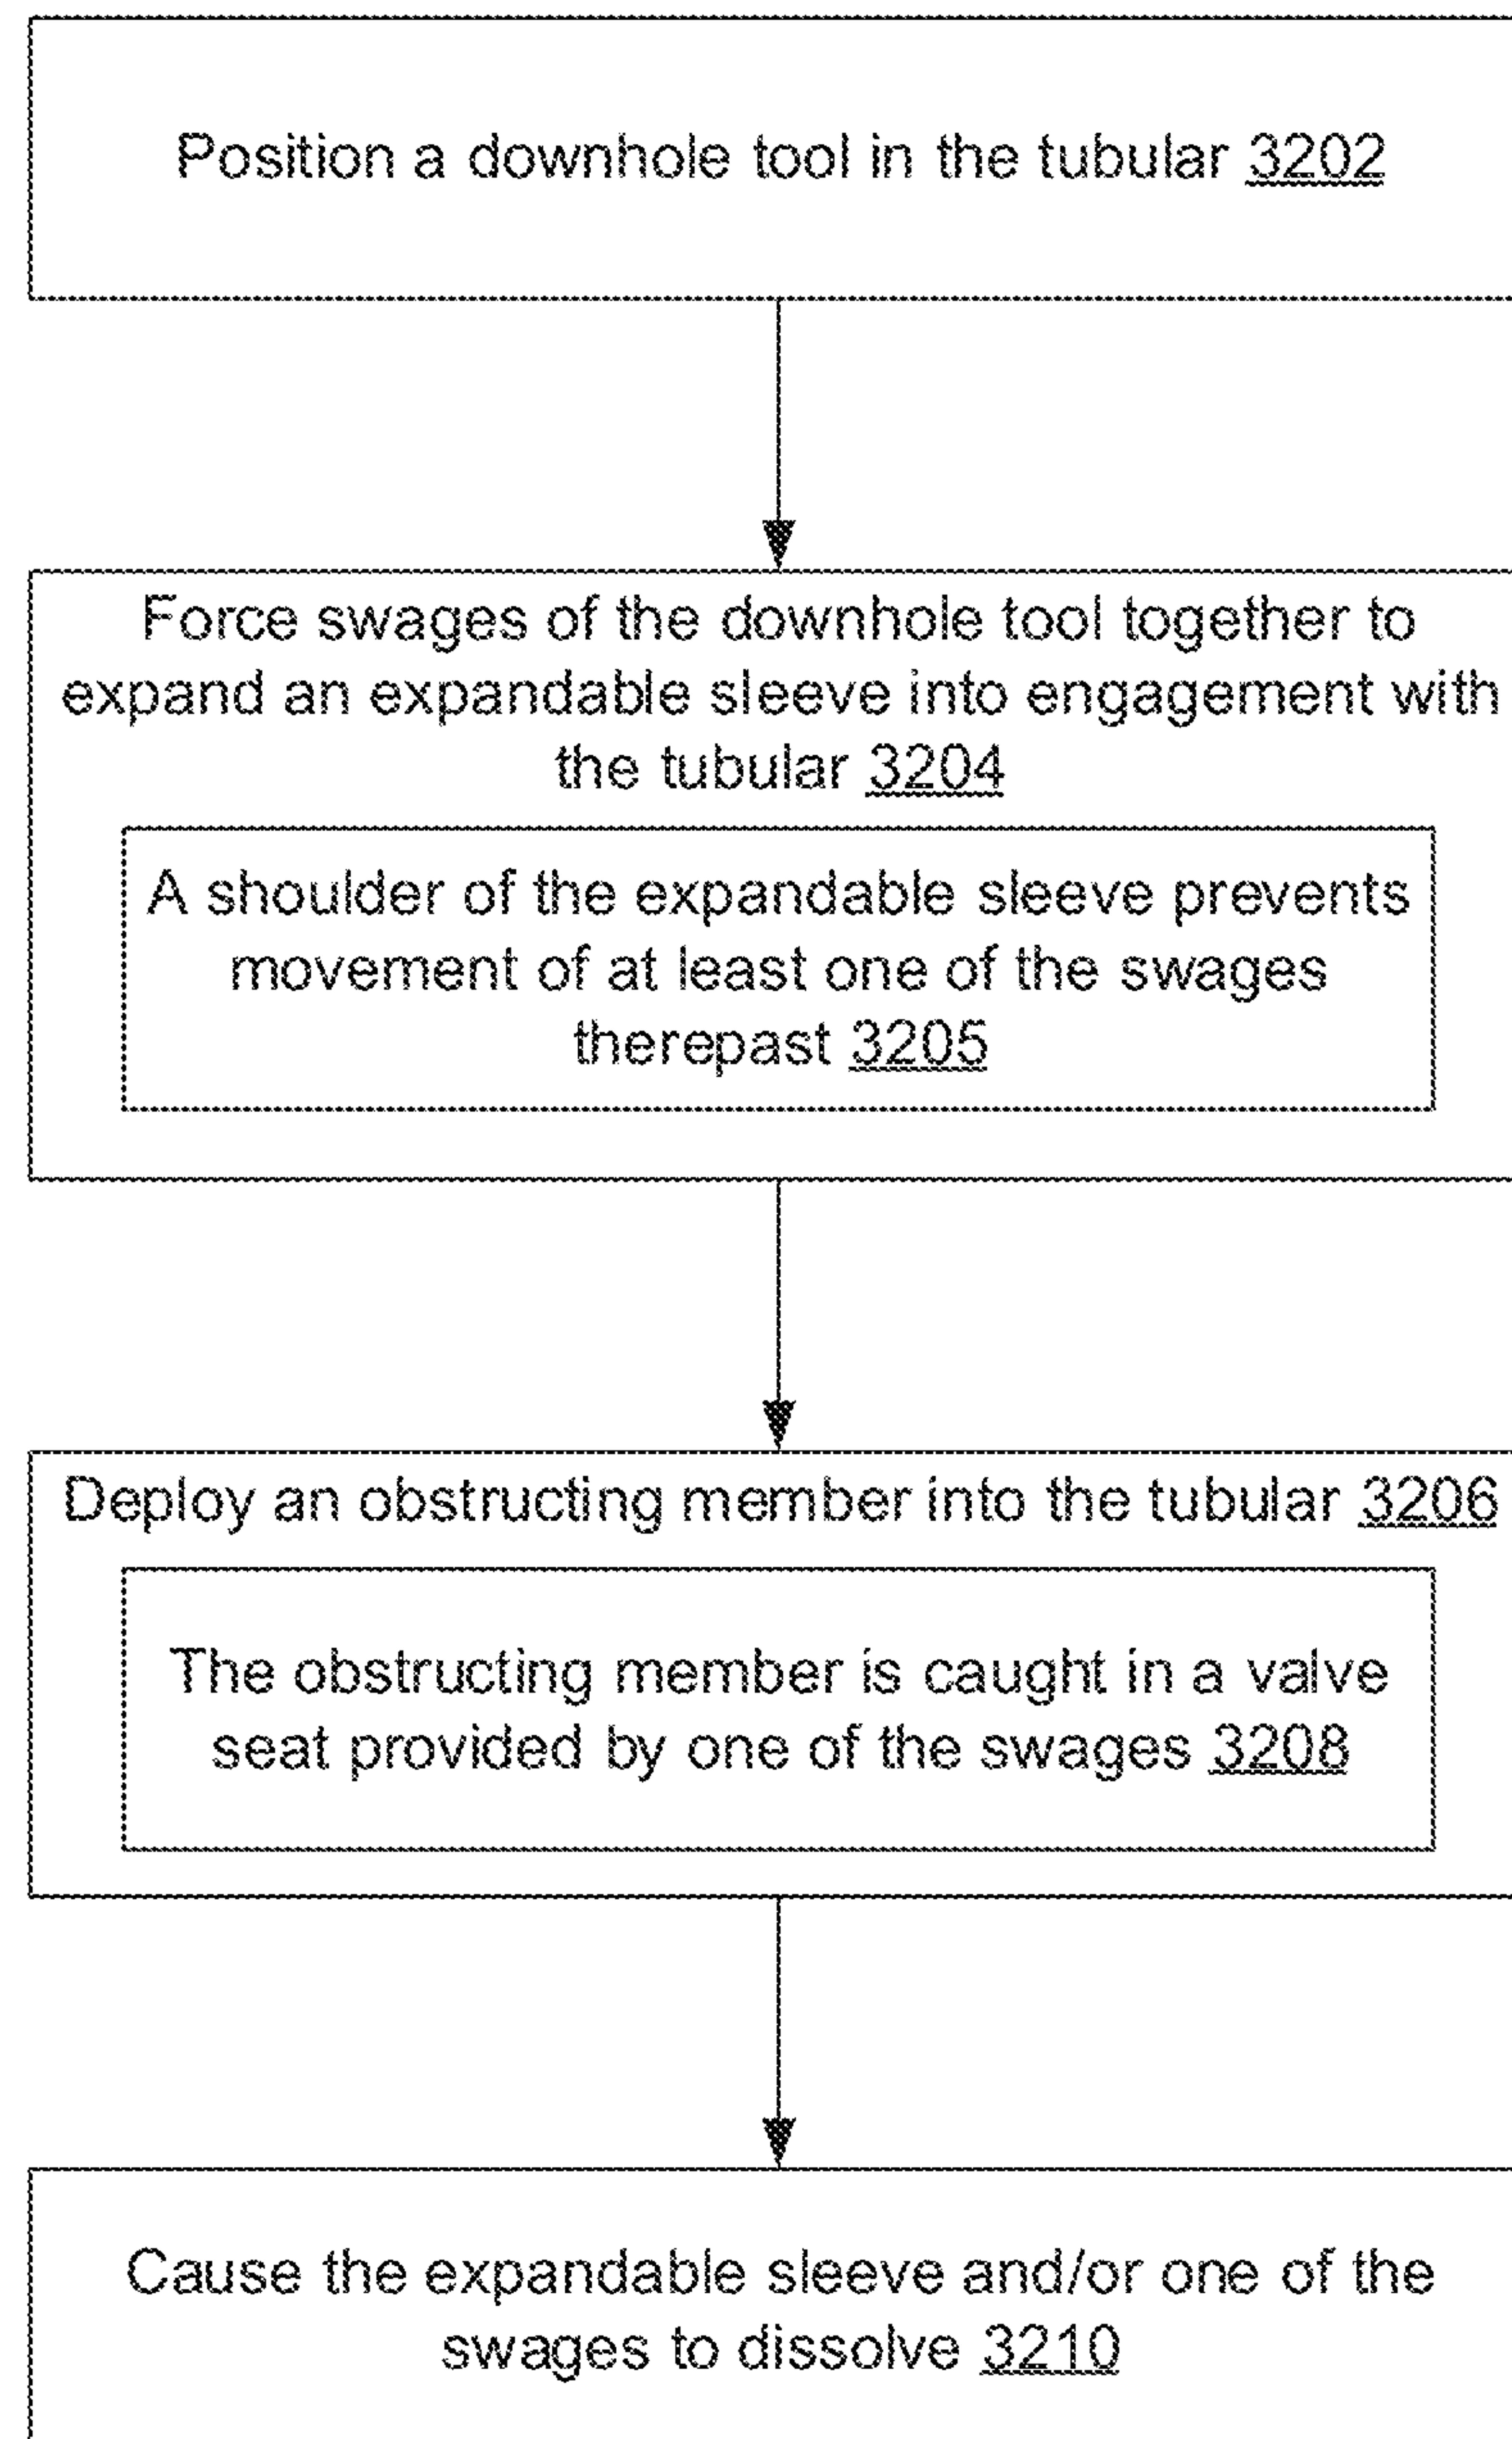 Position a downhole tool in the tubular 3202
Force swages of the downhole tool together to
expand an expandable sleeve into engagement with
the tubular 3204
A shoulder of the expandable sleeve prevents
movement of at least one of the swages
therepast 3205
Deploy an obstructing member into the tubular 3206
The obstructing member is caught in a valve
seat provided by one of the swages 3208
Cause the expandable sleeve and/or one of the
swages to dissolve 3210